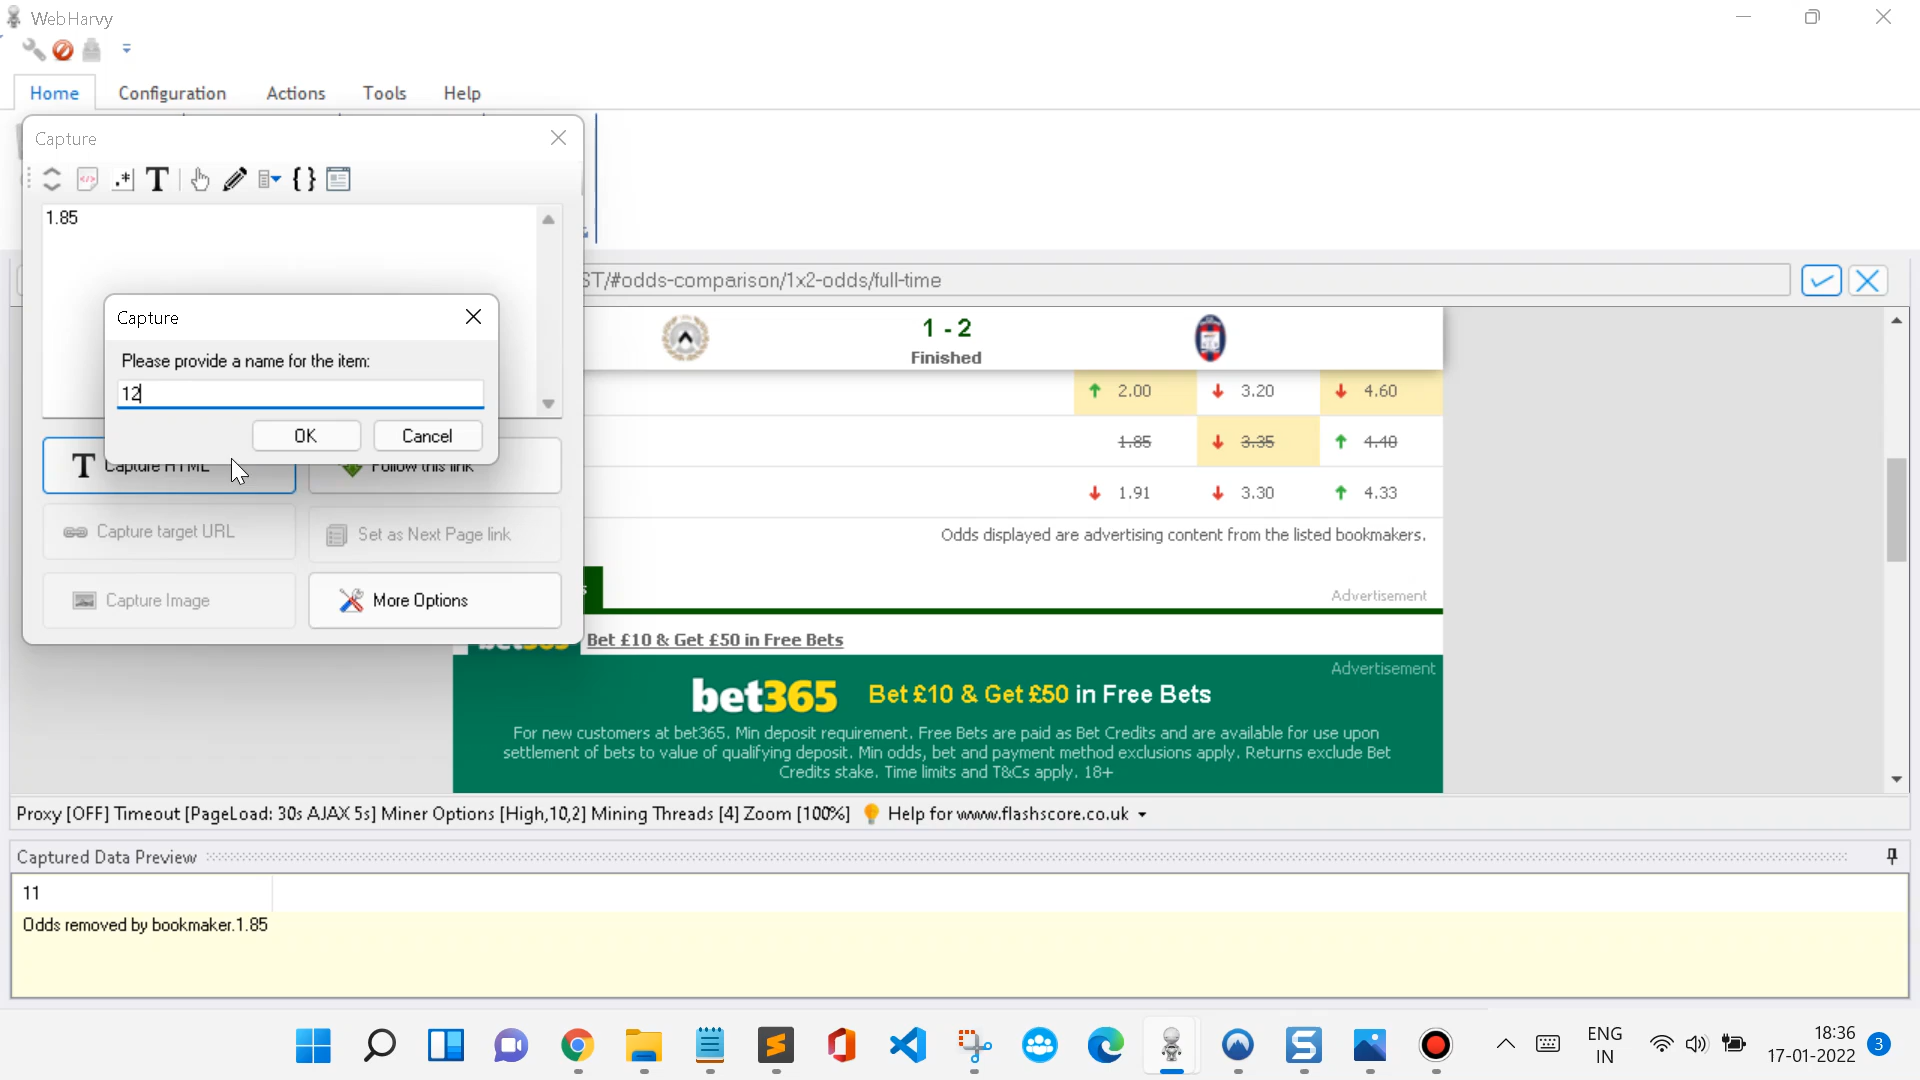 WebHarvy
Home Configuration Actions Tools Help
Capture
.* T { }
1.85
ST/#odds-comparison/1x2-odds/full-time
Capture
Please provide a name for the item:
12
OK Cancel
T Capture HTML Follow this link
Capture target URL Set as Next Page link
Capture Image More Options
1 - 2
Finished
2.00 3.20 4.60
1.85 3.35 4.40
1.91 3.30 4.33
Odds displayed are advertising content from the listed bookmakers.
Advertisement
Bet £10 & Get £50 in Free Bets
Advertisement
bet365 Bet £10 & Get £50 in Free Bets
For new customers at bet365. Min deposit requirement. Free Bets are paid as Bet Credits and are available for use upon
settlement of bets to value of qualifying deposit. Min odds, bet and payment method exclusions apply. Returns exclude Bet
Credits stake. Time limits and T&Cs apply. 18+
Proxy [OFF] Timeout [PageLoad: 30s AJAX 5s] Miner Options [High,10,2] Mining Threads [4] Zoom [100%] Help for www.flashscore.co.uk
Captured Data Preview
11
Odds removed by bookmaker.1.85
ENG
IN
18:36
17-01-2022
3